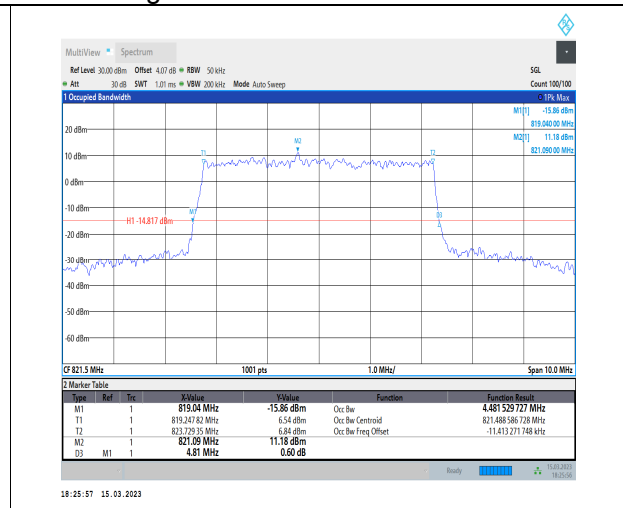 MultiView Spectrum
Ref Level 30.00 dBm Offset 4.07 dB RBW 50 kHz SGL
Att 30 dB SWT 1.01 ms VBW 200 kHz Mode Auto Sweep Count 100/100
1 Occupied Bandwidth 1Pk Max
M1[1] -15.86 dBm
819.04000 MHz
M2[1] 11.18 dBm
821.09000 MHz
20 dBm
M2
10 dBm
T1 T2
0 dBm
-10 dBm
M1 D3
H1 -14.817 dBm
-20 dBm
-30 dBm
-40 dBm
-50 dBm
-60 dBm
CF 821.5 MHz 1001 pts 1.0 MHz/ Span 10.0 MHz
2 Marker Table
Type Ref Trc X-Value Y-Value Function Function Result
M1 1 819.04 MHz -15.86 dBm Occ Bw 4.481 529 727 MHz
T1 1 819.247 82 MHz 6.54 dBm Occ Bw Centroid 821.488 586 728 MHz
T2 1 823.729 35 MHz 6.84 dBm Occ Bw Freq Offset -11.413 271 748 kHz
M2 1 821.09 MHz 11.18 dBm
D3 M1 1 4.81 MHz 0.60 dB
Ready 15.03.2023
18:25:56
18:25:57 15.03.2023